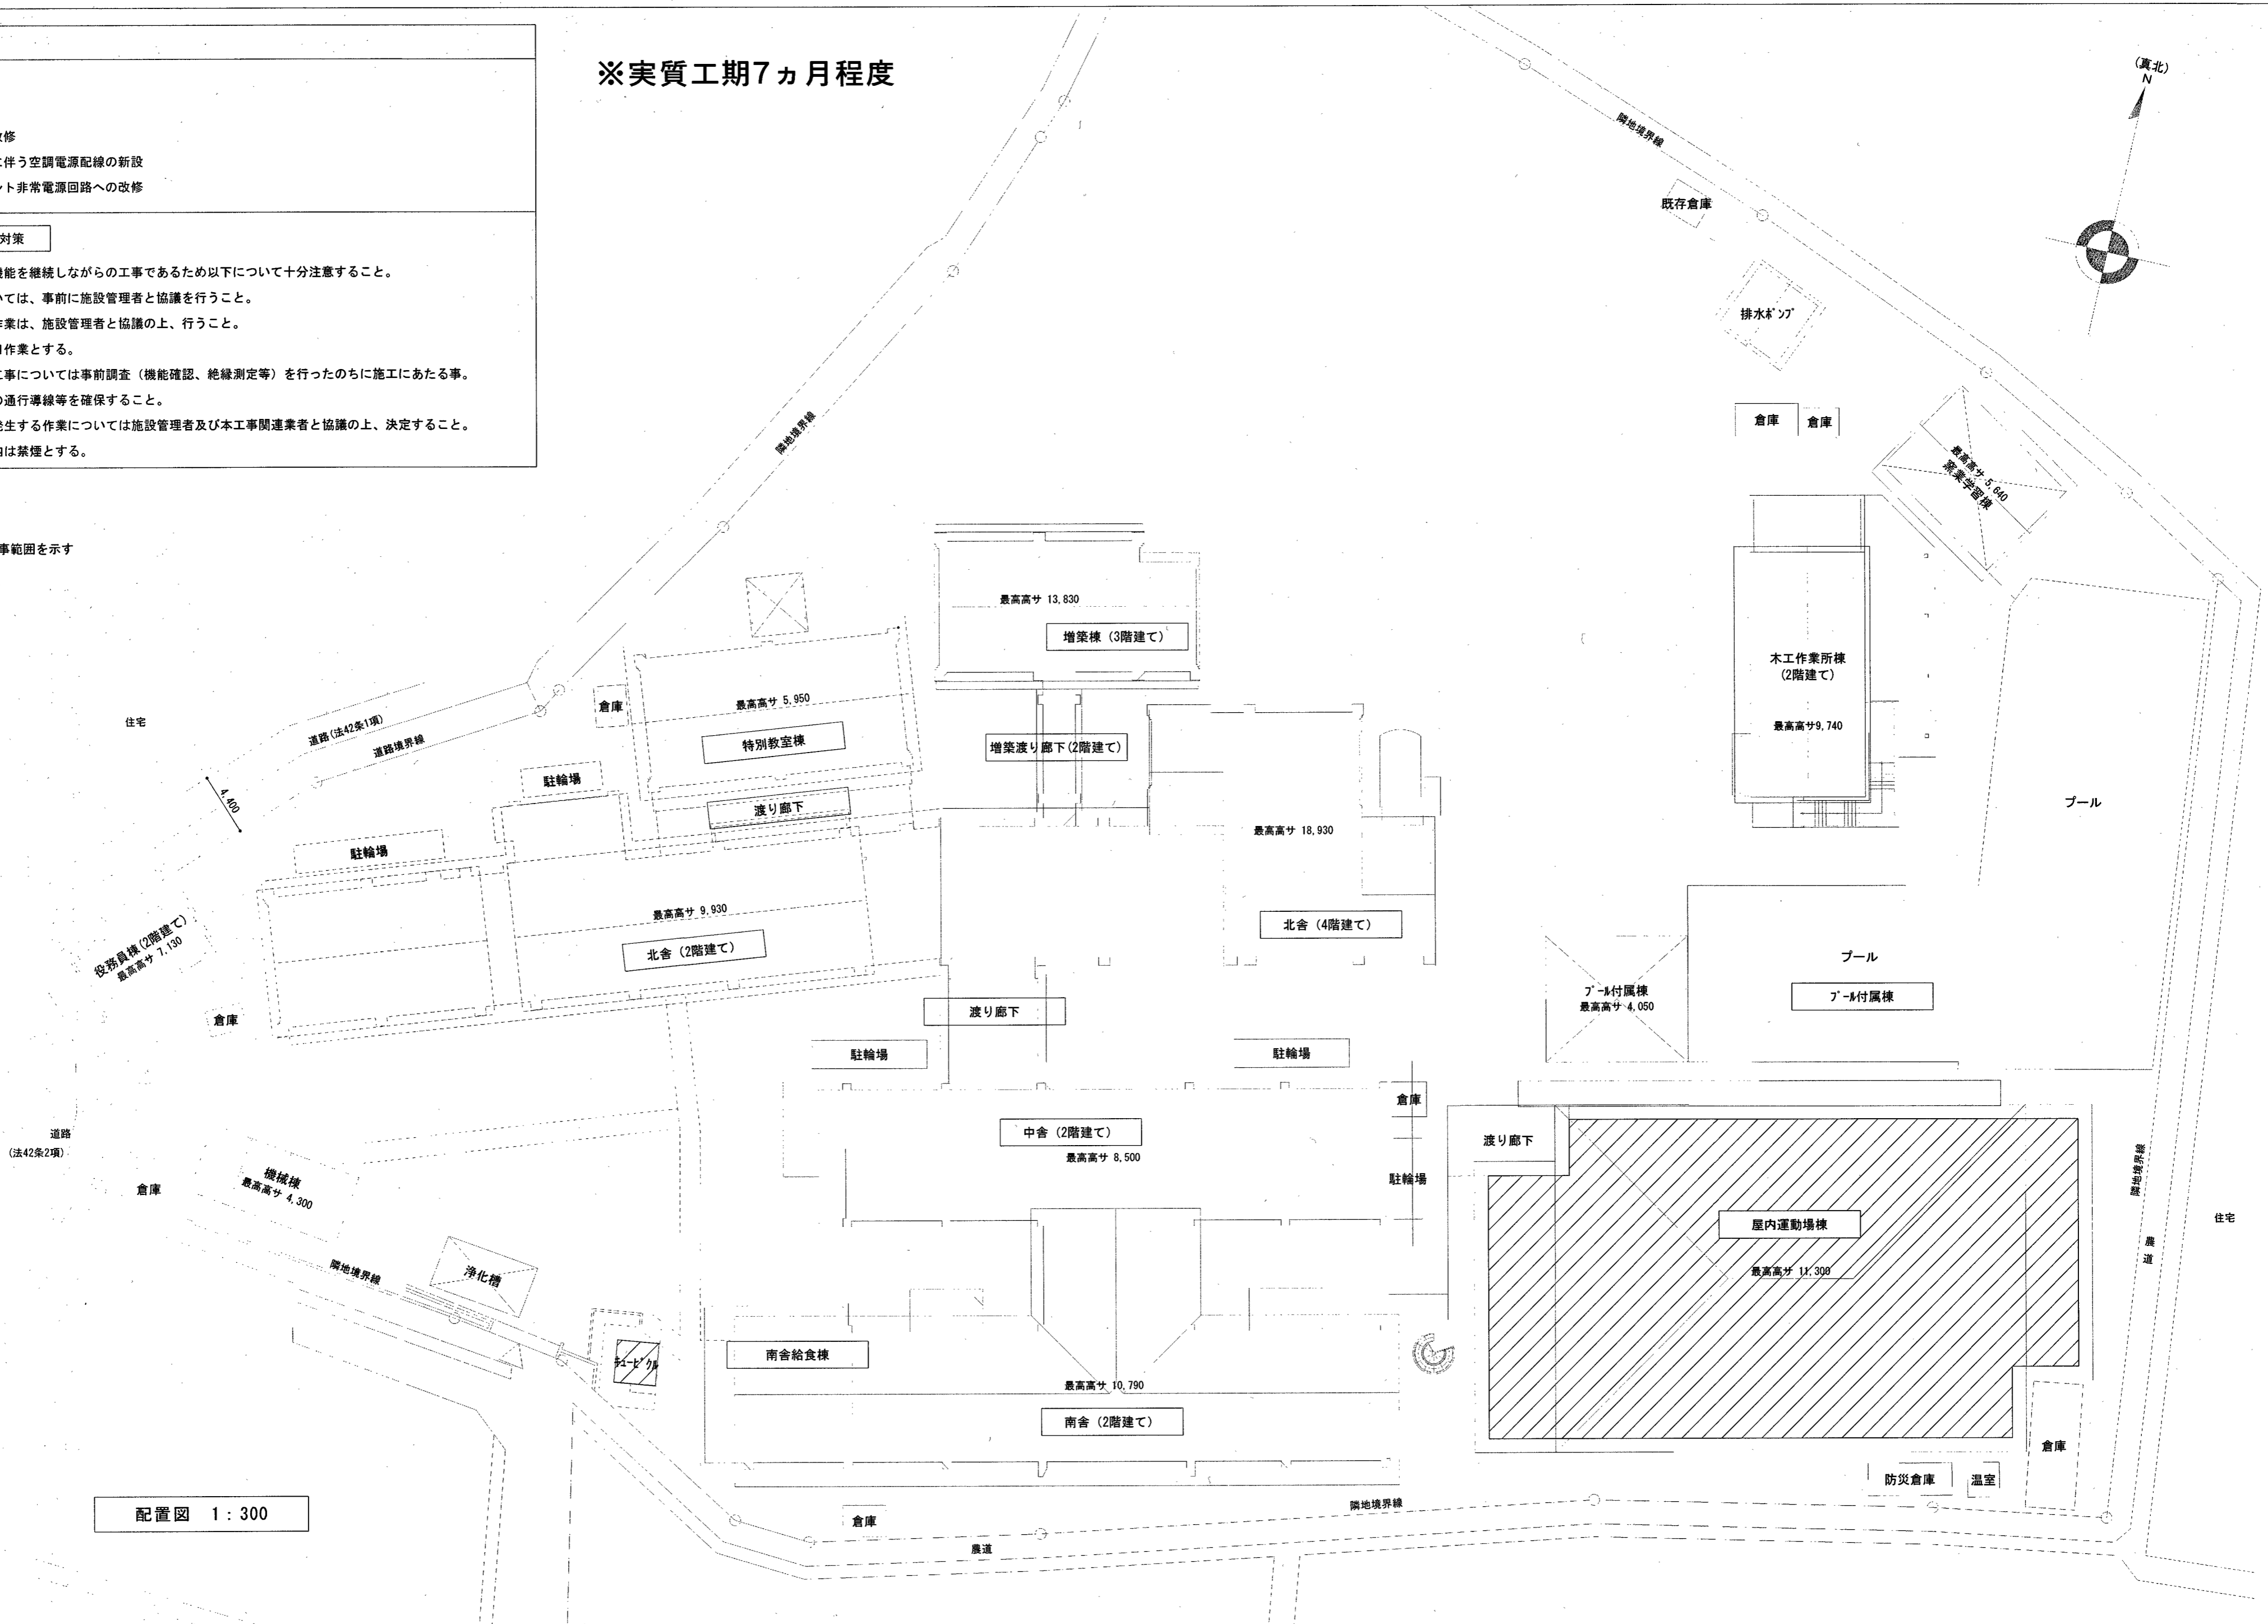 ※実質工期7ヵ月程度
改修
に伴う空調電源配線の新設
ント非常電源回路への改修
対策
機能を継続しながらの工事であるため以下について十分注意すること。
いては、事前に施設管理者と協議を行うこと。
作業は、施設管理者と協議の上、行うこと。
日作業とする。
工事については事前調査（機能確認、絶縁測定等）を行ったのちに施工にあたる事。
の通行導線等を確保すること。
発生する作業については施設管理者及び本工事関連業者と協議の上、決定すること。
内は禁煙とする。
事範囲を示す
(真北)
N
隣地境界線
既存倉庫
排水ﾎﾟﾝﾌﾟ
倉庫
倉庫
最高高サ 5,640
窯業学習棟
隣地境界線
最高高サ 13,830
増築棟（3階建て）
木工作業所棟
(2階建て)
最高高サ9,740
プール
住宅
道路(法42条1項)
道路境界線
4,400
倉庫
最高高サ 5,950
特別教室棟
増築渡り廊下(2階建て)
駐輪場
渡り廊下
駐輪場
最高高サ 18,930
北舎（4階建て）
最高高サ 9,930
北舎（2階建て）
役務員棟(2階建て)
最高高サ 7,130
倉庫
渡り廊下
駐輪場
駐輪場
プール
ﾌﾟｰﾙ付属棟
最高高サ 4,050
ﾌﾟｰﾙ付属棟
倉庫
中舎（2階建て）
最高高サ 8,500
渡り廊下
駐輪場
道路
(法42条2項)
倉庫
機械棟
最高高サ 4,300
屋内運動場棟
最高高サ 11,300
隣地境界線
農道
住宅
隣地境界線
浄化槽
ｷｭｰﾋﾞｸﾙ
南舎給食棟
最高高サ 10,790
南舎（2階建て）
倉庫
防災倉庫
温室
隣地境界線
倉庫
農道
配置図　1：300